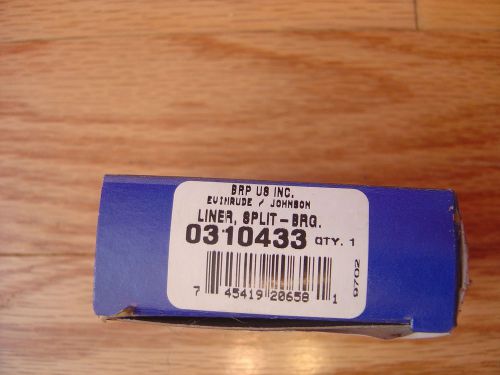 BRP US INC.
EVINRUDE / JOHNSON
LINER, SPLIT-BRG.
0310433 QTY. 1
9702
7 45419 20658 1